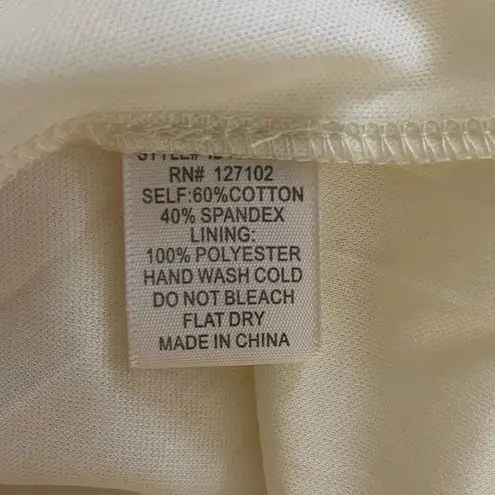 STYLE#
RN# 127102
SELF:60%COTTON
40% SPANDEX
LINING:
100% POLYESTER
HAND WASH COLD
DO NOT BLEACH
FLAT DRY
MADE IN CHINA